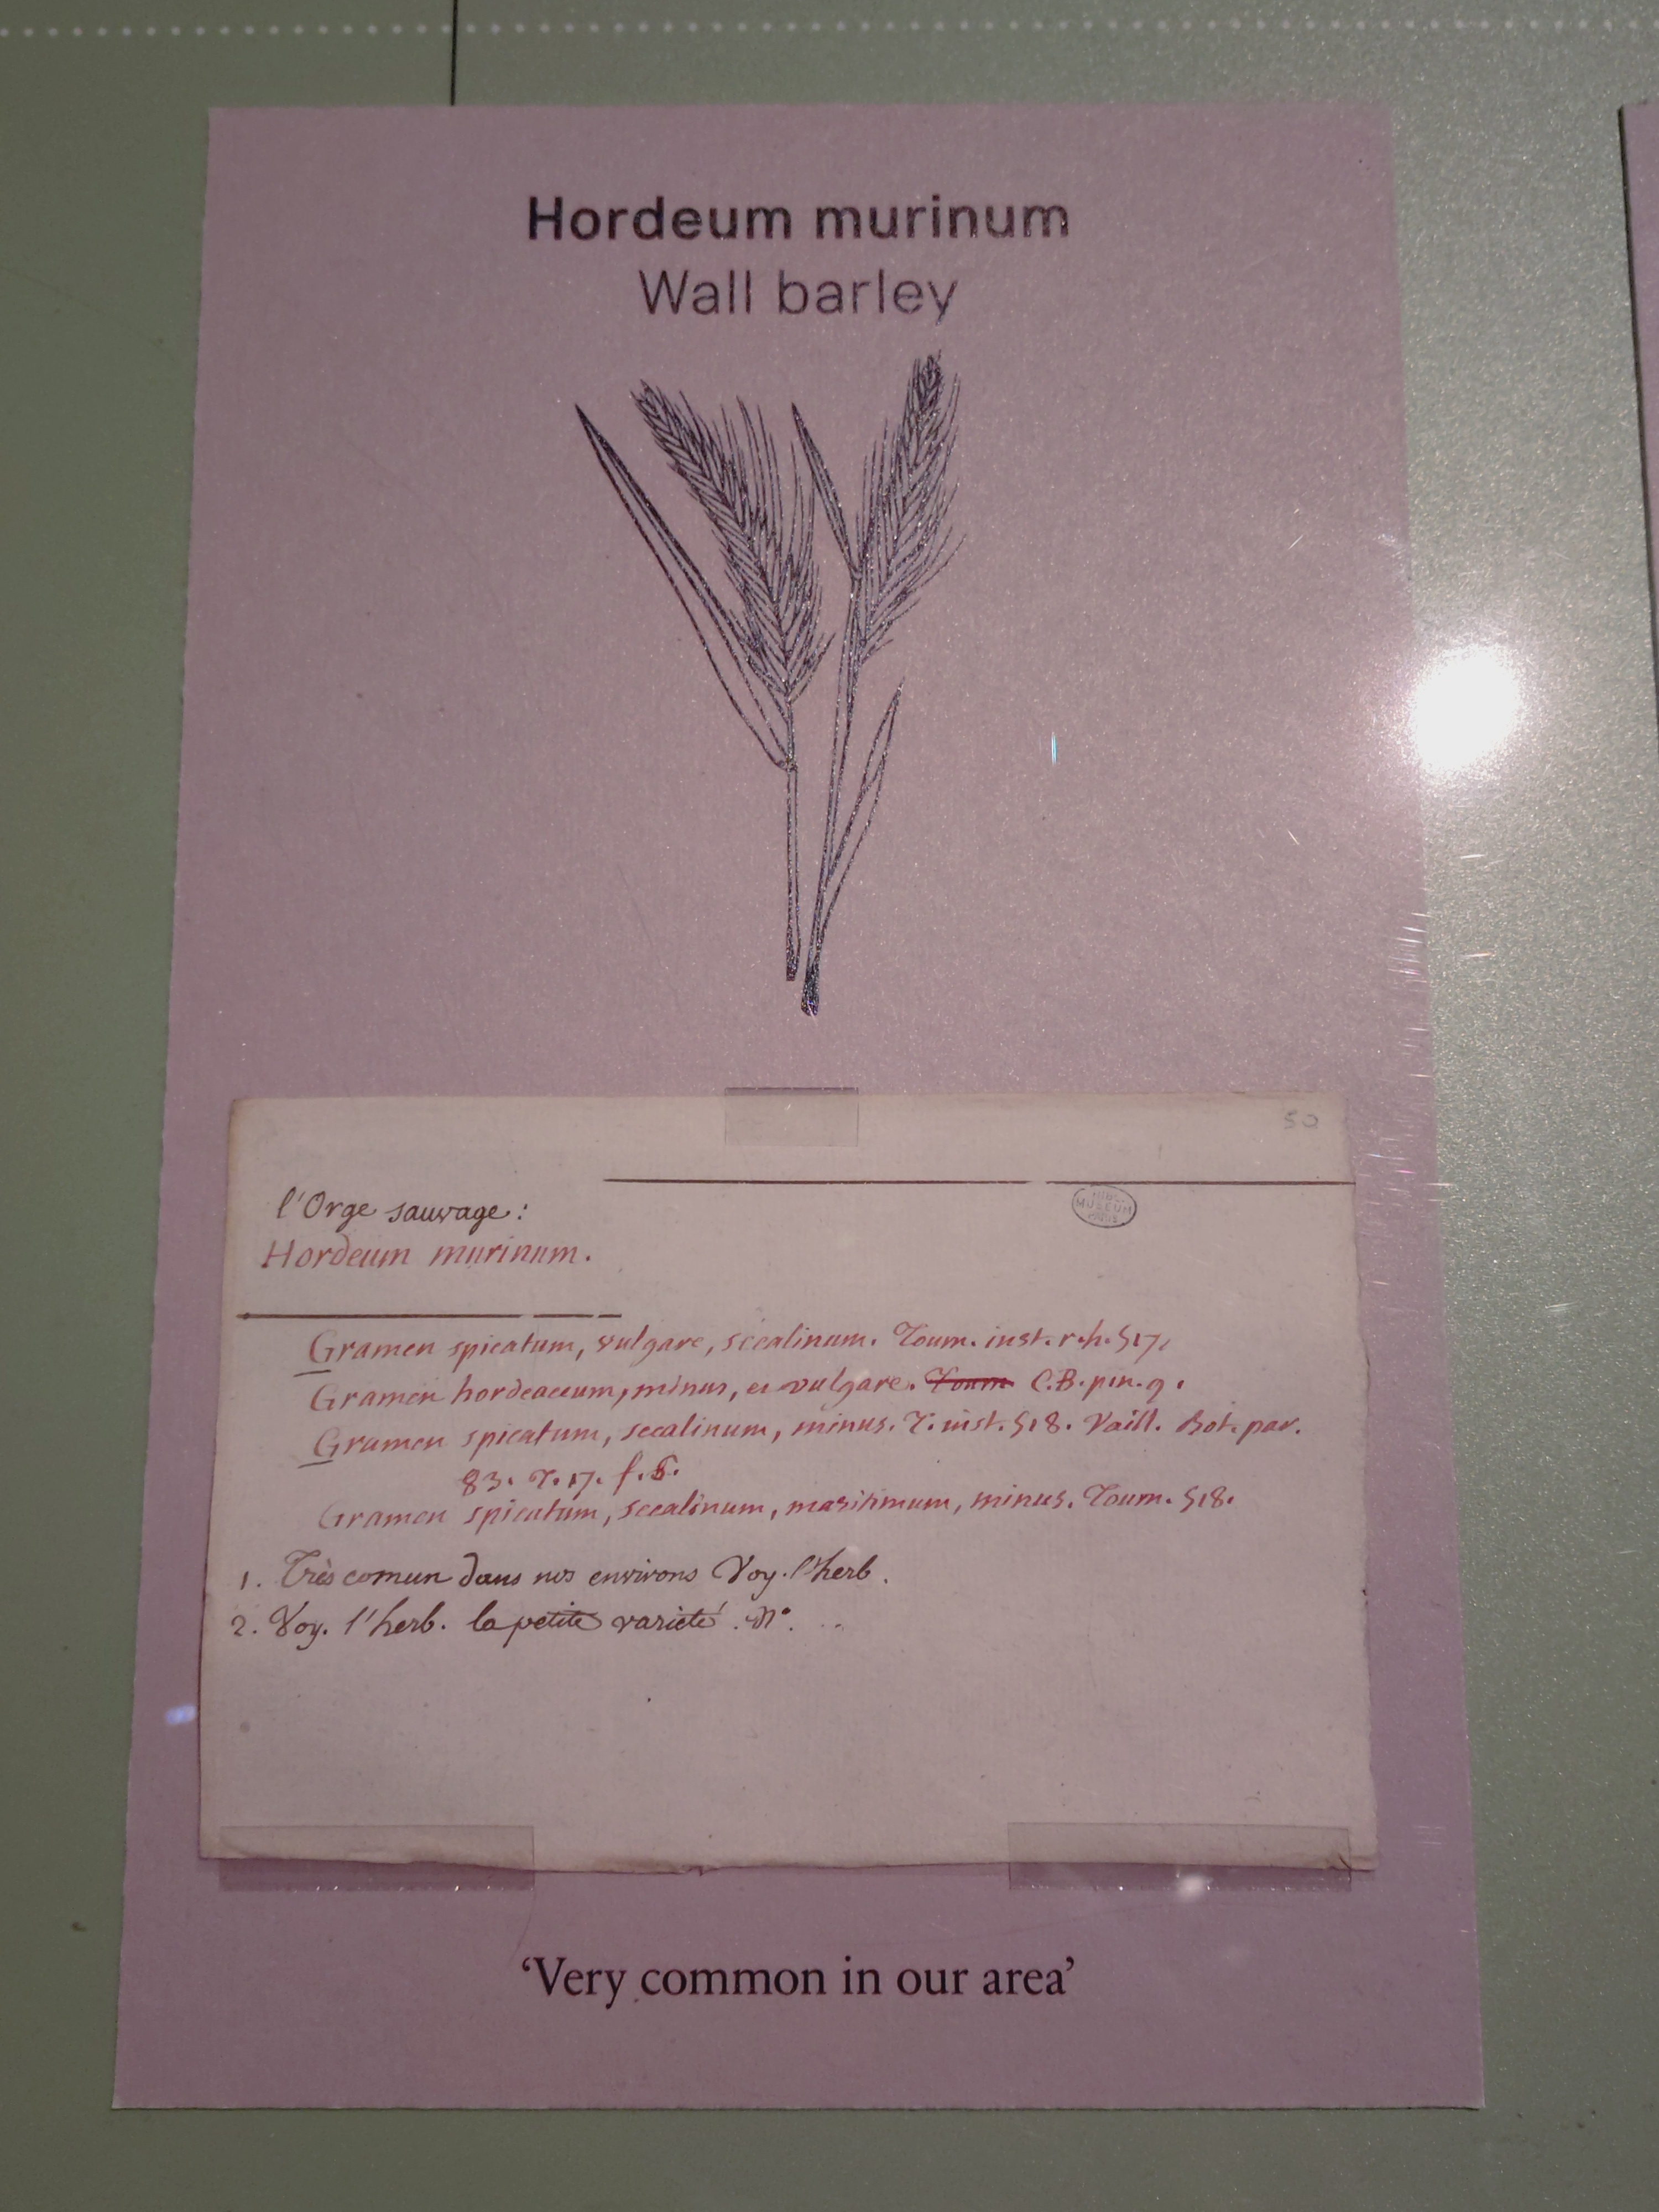 Hordeum murinum
Wall barley
50
l'Orge sauvage:
MUSEUM
Hordeum murinum.
Gramen spicatum, vulgare, secalinum. Tourn. inst. r.h. 517,
Gramen hordeaceum, minus, et vulgare. Tourn C.B. pin. 9.
Gramen spicatum, secalinum, minus. T. inst. 518. Vaill. Bot. par.
83. T. 17. f. 6.
Gramen spicatum, secalinum, maritimum, minus. Tourn. 518.
1. Très comun dans nos environs Voy. l'herb.
2. Voy. l'herb. la petite varieté. N°. ..
'Very common in our area'